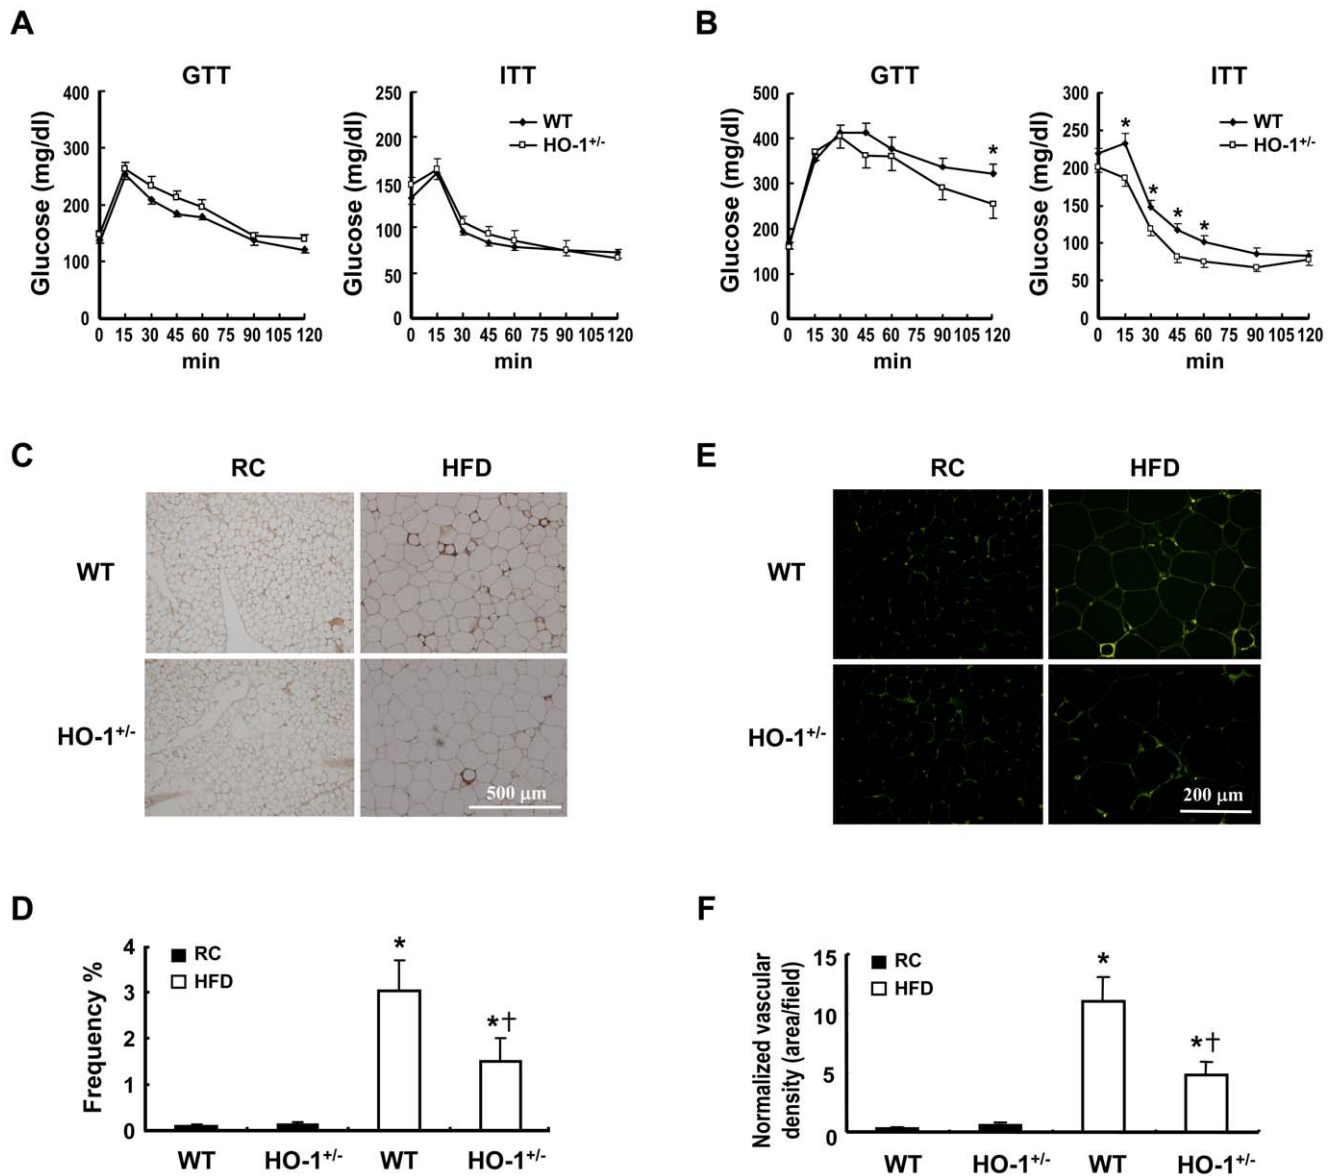 A
GTT
Glucose (mg/dl)
400
300
200
100
0
0 15 30 45 60 75 90 105 120
min
ITT
Glucose (mg/dl)
250
200
150
100
50
0
WT
HO-1+/-
0 15 30 45 60 75 90 105 120
min
B
GTT
Glucose (mg/dl)
500
400
300
200
100
0
*
0 15 30 45 60 75 90 105 120
min
ITT
Glucose (mg/dl)
300
250
200
150
100
50
0
* * * *
WT
HO-1+/-
0 15 30 45 60 75 90 105 120
min
C
RC HFD
WT
HO-1+/-
500 μm
E
RC HFD
WT
HO-1+/-
200 μm
D
Frequency %
4
3
2
1
0
RC
HFD
*
*†
WT HO-1+/- WT HO-1+/-
F
Normalized vascular
density (area/field)
15
10
5
0
RC
HFD
*
*†
WT HO-1+/- WT HO-1+/-